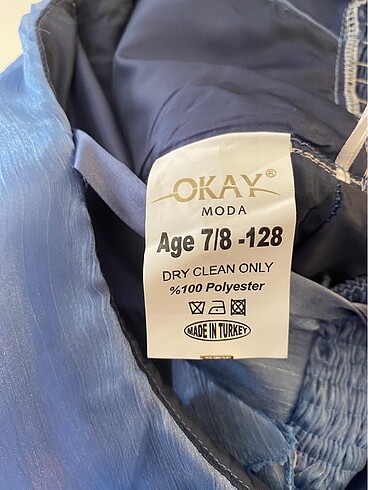 OKAY®
MODA
Age 7/8 -128
DRY CLEAN ONLY
%100 Polyester
MADE IN TURKEY